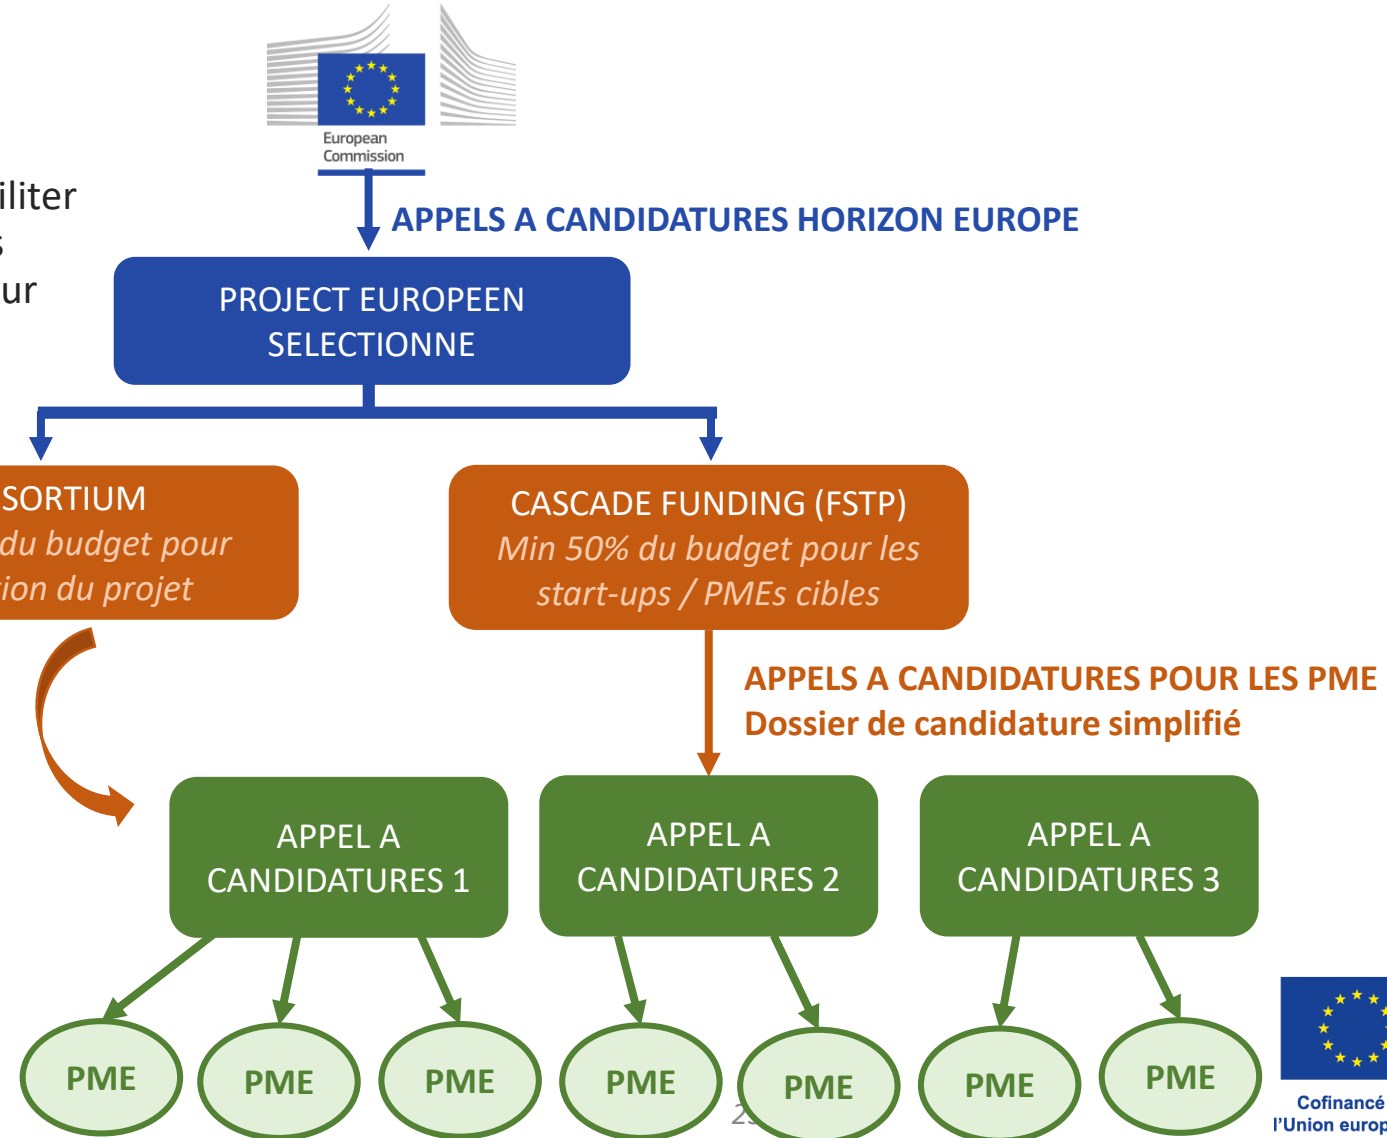 European
Commission
iliter
s
ur
APPELS A CANDIDATURES HORIZON EUROPE
PROJECT EUROPEEN
SELECTIONNE
SORTIUM
du budget pour
ion du projet
CASCADE FUNDING (FSTP)
Min 50% du budget pour les
start-ups / PMEs cibles
APPELS A CANDIDATURES POUR LES PME
Dossier de candidature simplifié
APPEL A
CANDIDATURES 1
APPEL A
CANDIDATURES 2
APPEL A
CANDIDATURES 3
PME
PME
PME
PME
PME
PME
PME
Cofinancé
l'Union europ